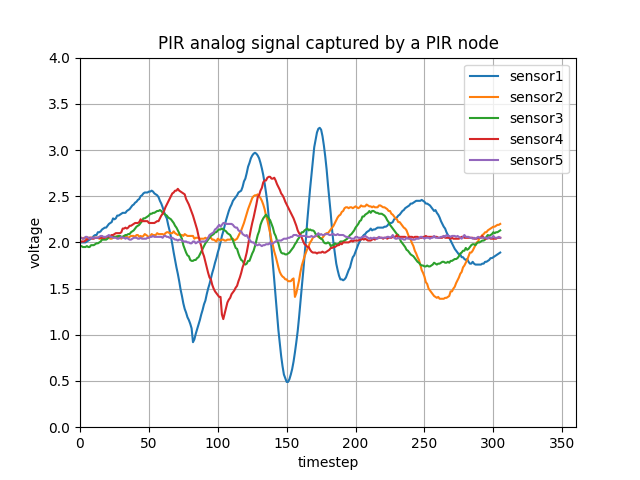 PIR analog signal captured by a PIR node
4.0
3.5
3.0
2.5
2.0
1.5
1.0
0.5
0.0
voltage
sensor1
sensor2
sensor3
sensor4
sensor5
0 50 100 150 200 250 300 350
timestep